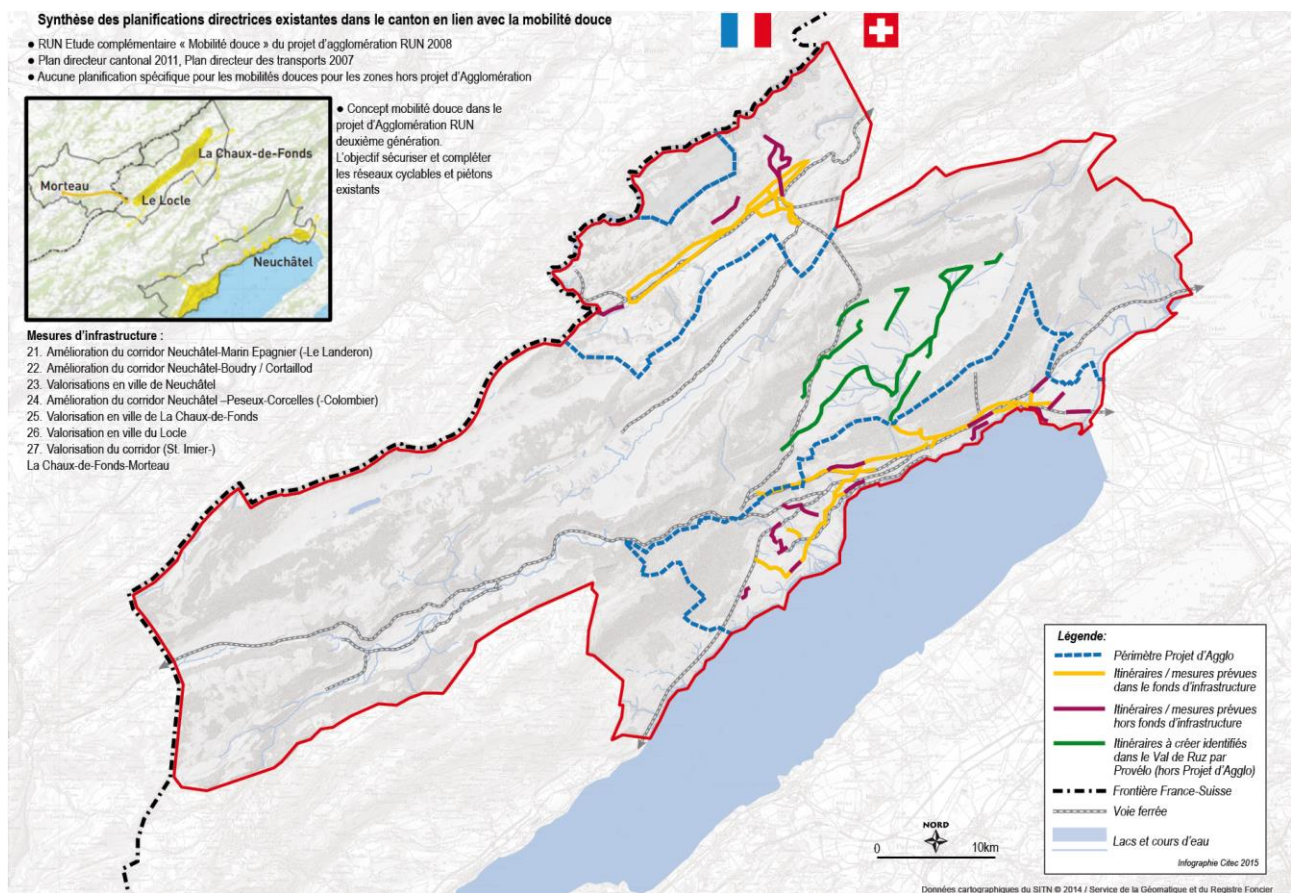 Synthèse des planifications directrices existantes dans le canton en lien avec la mobilité douce
● RUN Etude complémentaire « Mobilité douce » du projet d'agglomération RUN 2008
● Plan directeur cantonal 2011, Plan directeur des transports 2007
● Aucune planification spécifique pour les mobilités douces pour les zones hors projet d'Agglomération
La Chaux-de-Fonds
Morteau
Le Locle
Neuchâtel
● Concept mobilité douce dans le
projet d'Agglomération RUN
deuxième génération.
L'objectif sécuriser et compléter
les réseaux cyclables et piétons
existants
Mesures d'infrastructure :
21. Amélioration du corridor Neuchâtel-Marin Epagnier (-Le Landeron)
22. Amélioration du corridor Neuchâtel-Boudry / Cortaillod
23. Valorisations en ville de Neuchâtel
24. Amélioration du corridor Neuchâtel –Peseux-Corcelles (-Colombier)
25. Valorisation en ville de La Chaux-de-Fonds
26. Valorisation en ville du Locle
27. Valorisation du corridor (St. Imier-)
La Chaux-de-Fonds-Morteau
Légende:
Périmètre Projet d'Agglo
Itinéraires / mesures prévues
dans le fonds d'infrastructure
Itinéraires / mesures prévues
hors fonds d'infrastructure
Itinéraires à créer identifiés
dans le Val de Ruz par
Provélo (hors Projet d'Agglo)
Frontière France-Suisse
Voie ferrée
Lacs et cours d'eau
Infographie Citec 2015
NORD
0 10km
Données cartographiques du SITN © 2014 / Service de la Géomatique et du Registre Foncier